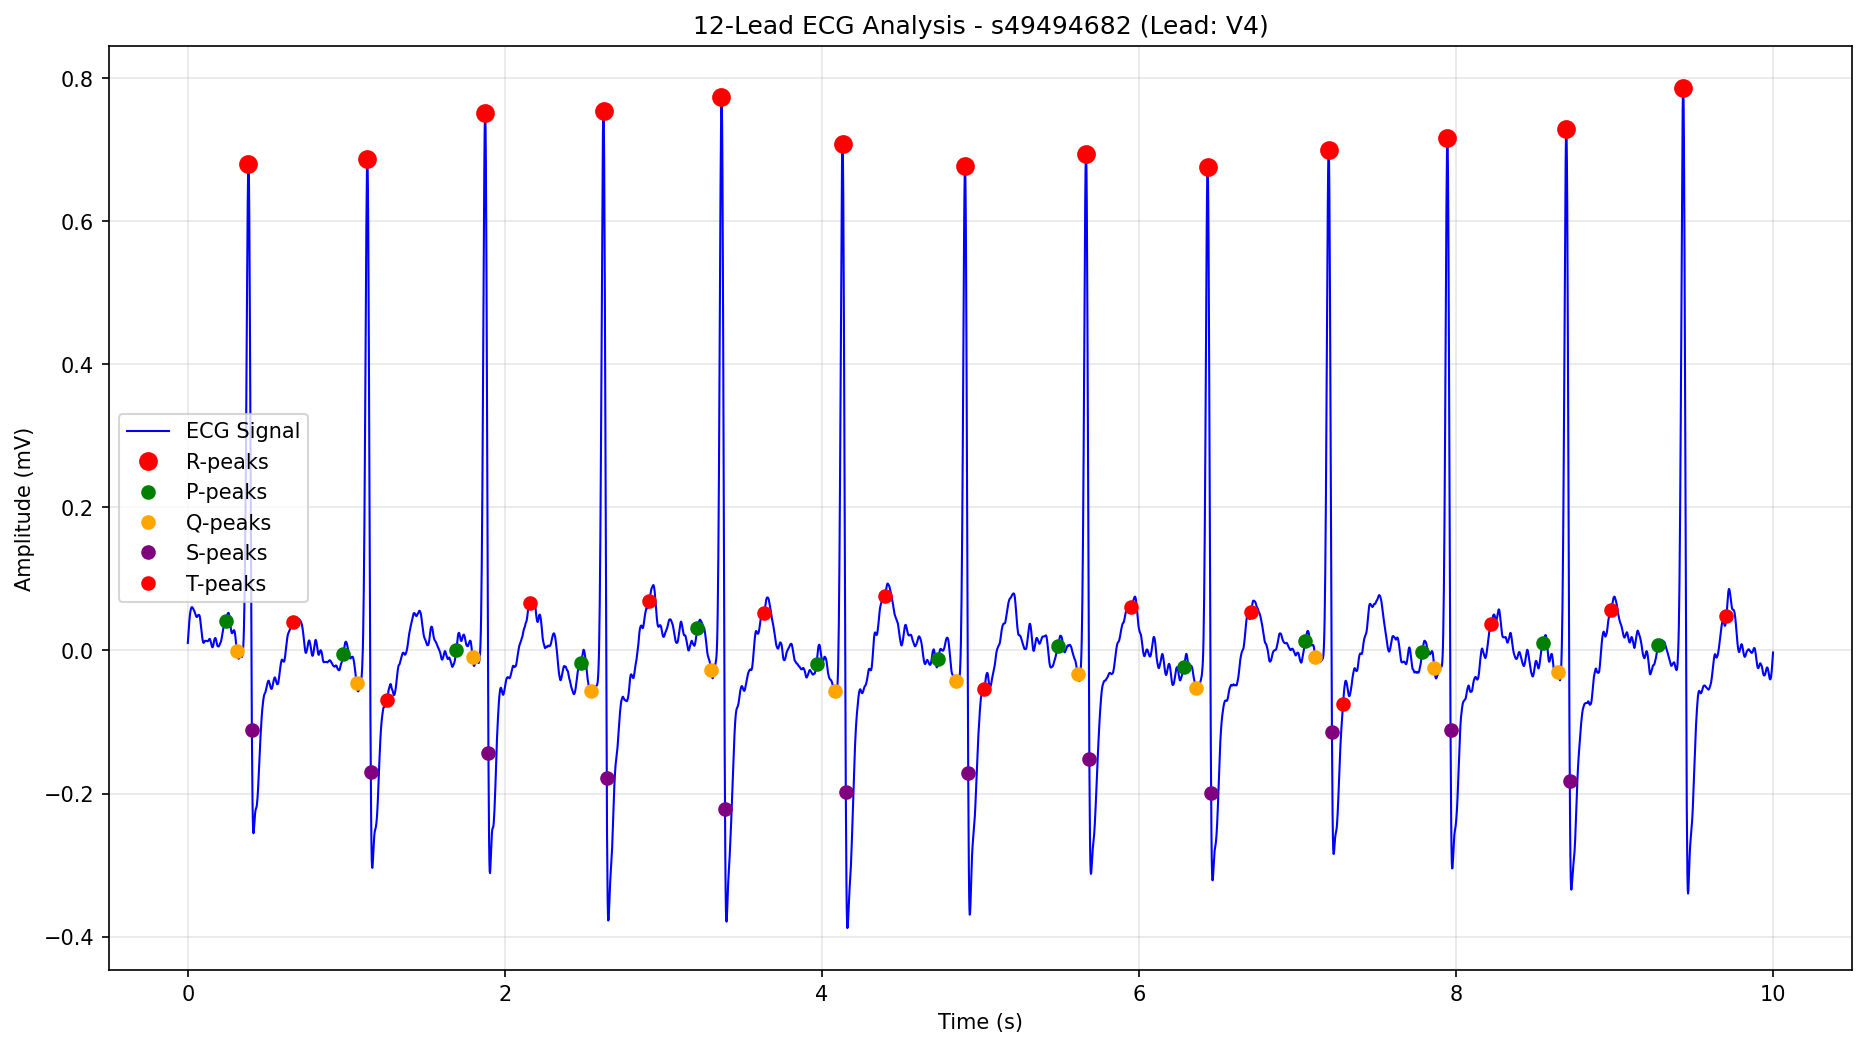 12-Lead ECG Analysis - s49494682 (Lead: V4)
Amplitude (mV)
0.8
0.6
0.4
0.2
0.0
−0.2
−0.4
ECG Signal
R-peaks
P-peaks
Q-peaks
S-peaks
T-peaks
0 2 4 6 8 10
Time (s)